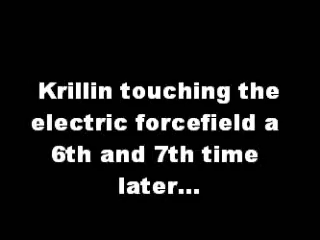 Krillin touching the
electric forcefield a
6th and 7th time
later...